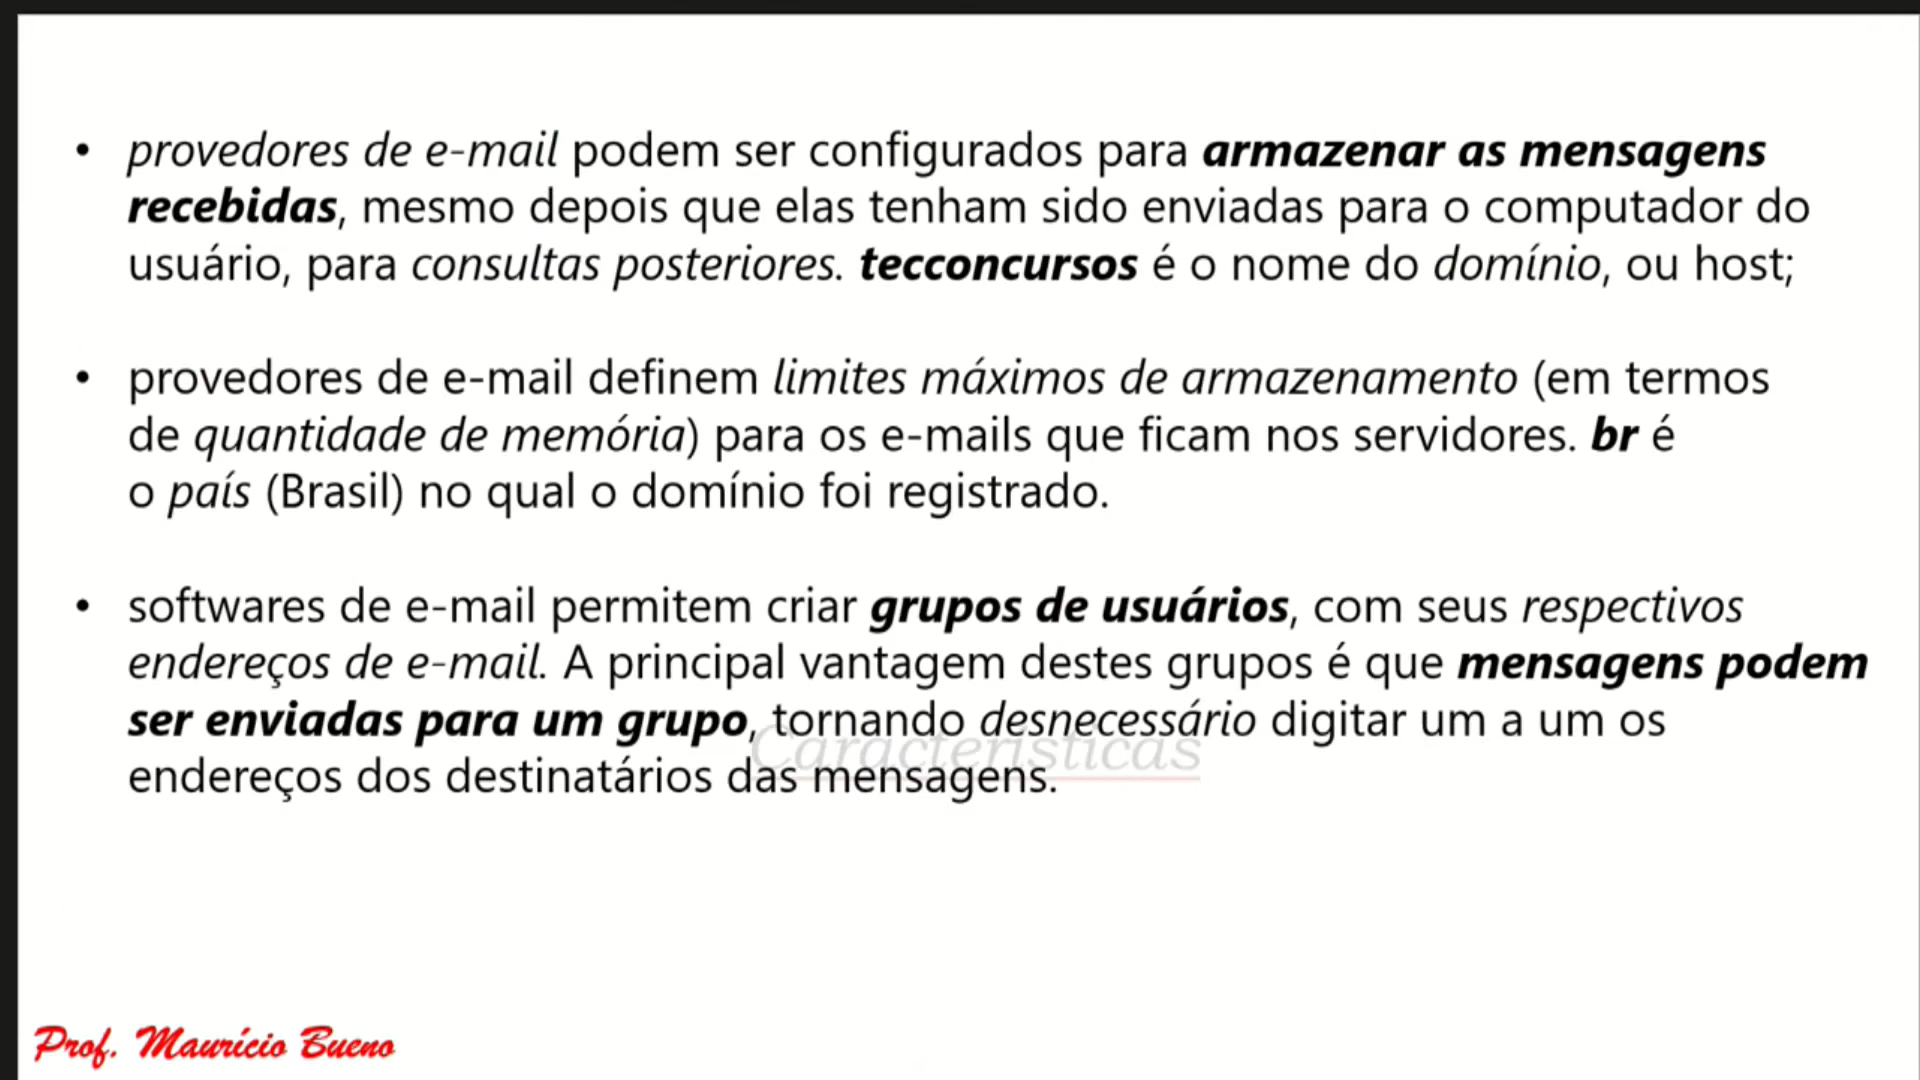 • provedores de e-mail podem ser configurados para armazenar as mensagens
recebidas, mesmo depois que elas tenham sido enviadas para o computador do
usuário, para consultas posteriores. tecconcursos é o nome do domínio, ou host;
• provedores de e-mail definem limites máximos de armazenamento (em termos
de quantidade de memória) para os e-mails que ficam nos servidores. br é
o país (Brasil) no qual o domínio foi registrado.
• softwares de e-mail permitem criar grupos de usuários, com seus respectivos
endereços de e-mail. A principal vantagem destes grupos é que mensagens podem
ser enviadas para um grupo, tornando desnecessário digitar um a um os
Características
endereços dos destinatários das mensagens.
Prof. Maurício Bueno